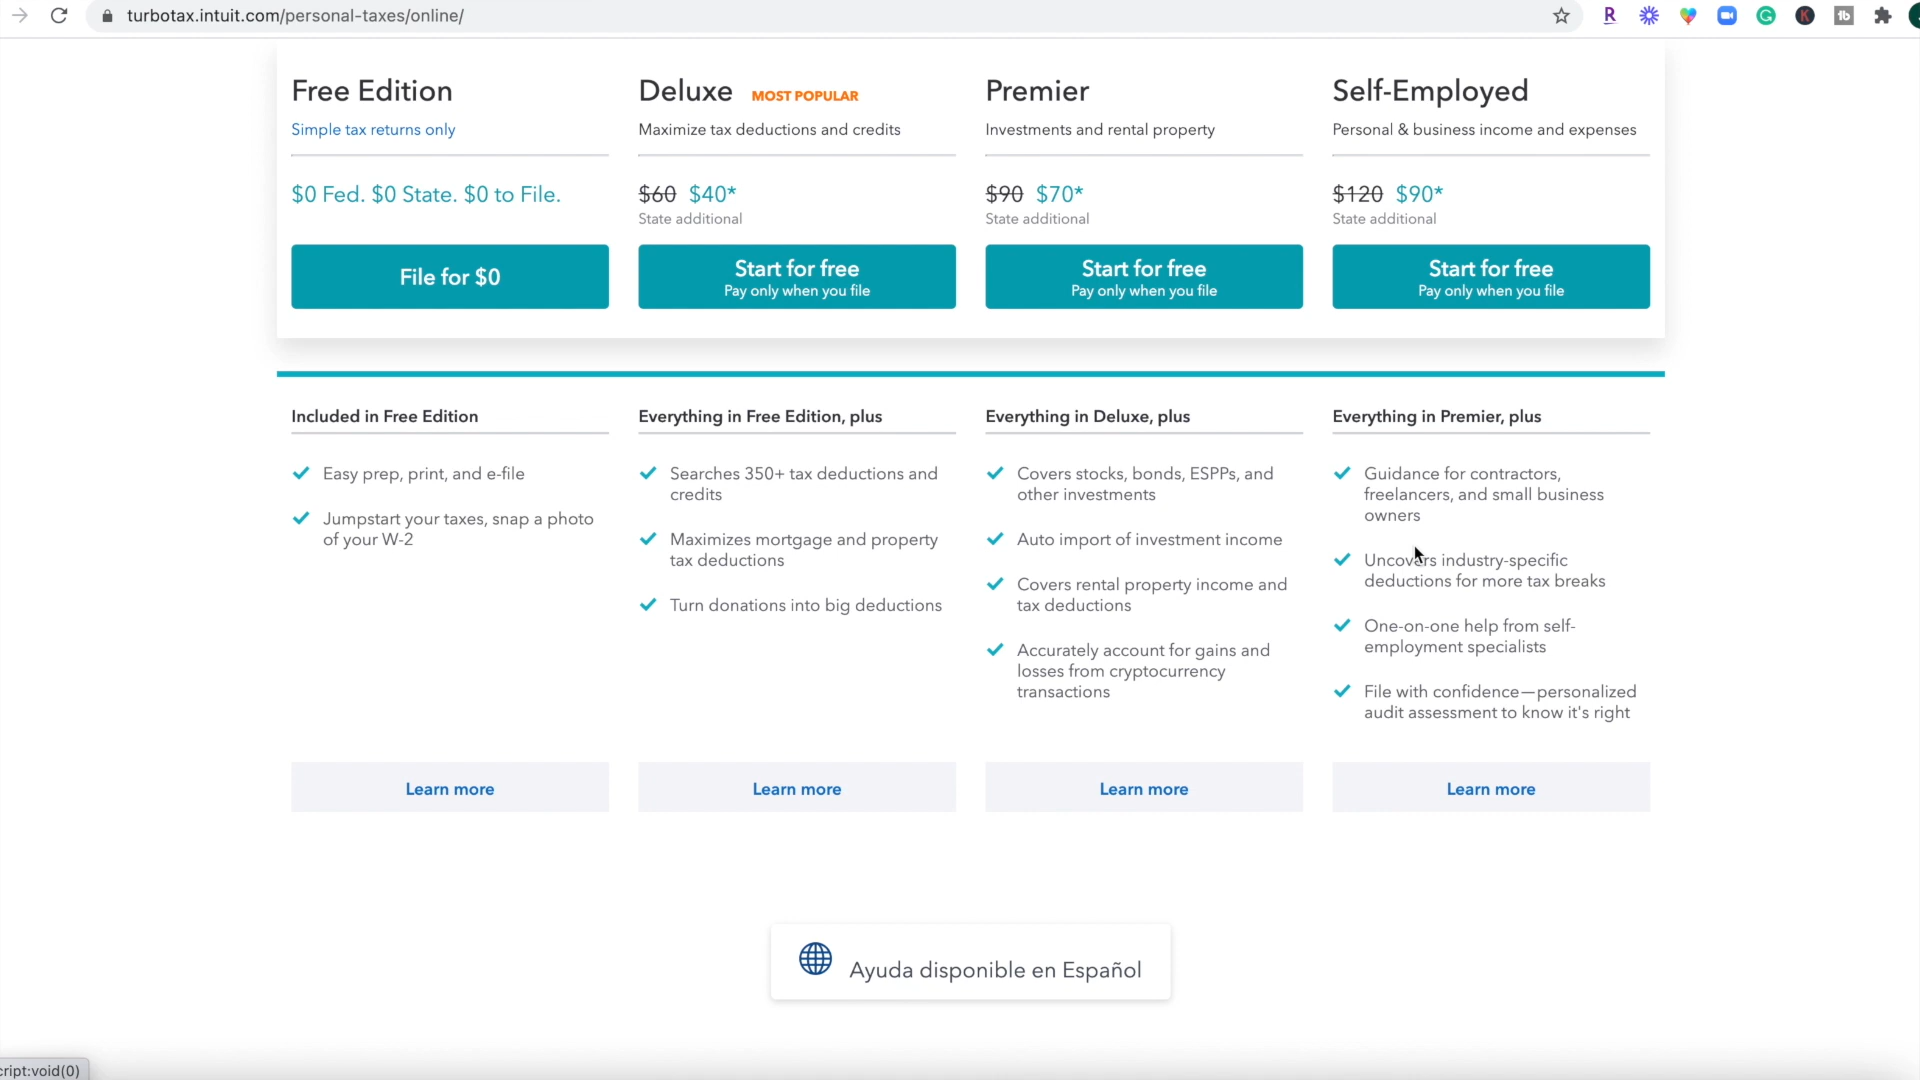 turbotax.intuit.com/personal-taxes/online/
Free Edition
Simple tax returns only
$0 Fed. $0 State. $0 to File.
File for $0
Deluxe MOST POPULAR
Maximize tax deductions and credits
$60 $40*
State additional
Start for free
Pay only when you file
Premier
Investments and rental property
$90 $70*
State additional
Start for free
Pay only when you file
Self-Employed
Personal & business income and expenses
$120 $90*
State additional
Start for free
Pay only when you file
Included in Free Edition
Easy prep, print, and e-file
Jumpstart your taxes, snap a photo
of your W-2
Learn more
Everything in Free Edition, plus
Searches 350+ tax deductions and
credits
Maximizes mortgage and property
tax deductions
Turn donations into big deductions
Learn more
Everything in Deluxe, plus
Covers stocks, bonds, ESPPs, and
other investments
Auto import of investment income
Covers rental property income and
tax deductions
Accurately account for gains and
losses from cryptocurrency
transactions
Learn more
Everything in Premier, plus
Guidance for contractors,
freelancers, and small business
owners
Uncovers industry-specific
deductions for more tax breaks
One-on-one help from self-
employment specialists
File with confidence—personalized
audit assessment to know it's right
Learn more
Ayuda disponible en Español
cript:void(0)